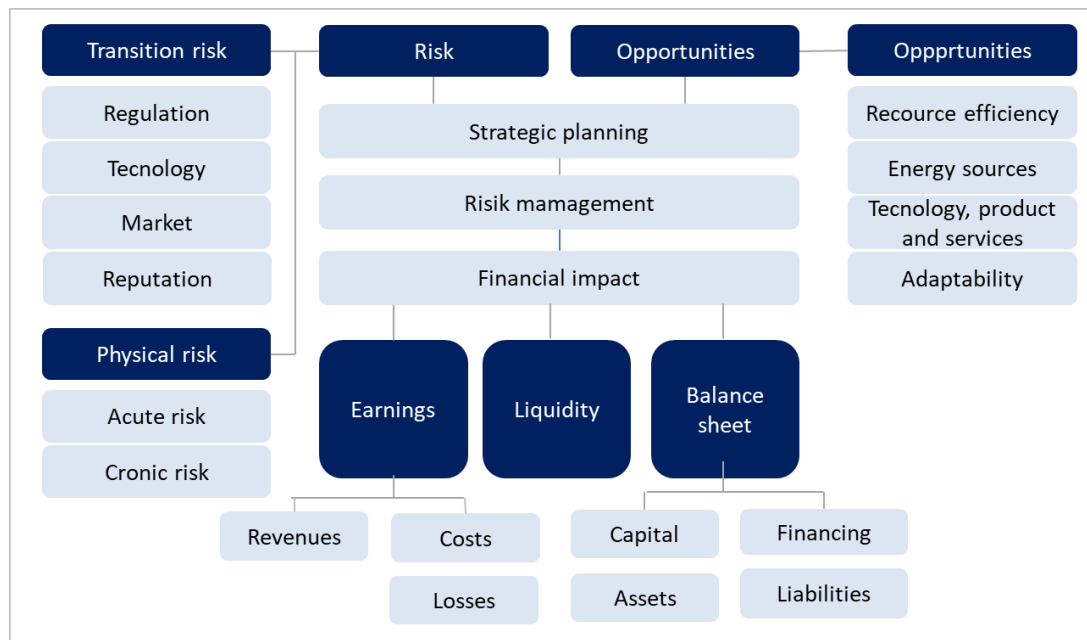 Transition risk
Risk
Opportunities
Oppprtunities
Regulation
Tecnology
Market
Reputation
Physical risk
Acute risk
Cronic risk
Strategic planning
Risik mamagement
Financial impact
Recource efficiency
Energy sources
Tecnology, product
and services
Adaptability
Earnings
Liquidity
Balance
sheet
Revenues
Costs
Losses
Capital
Assets
Financing
Liabilities